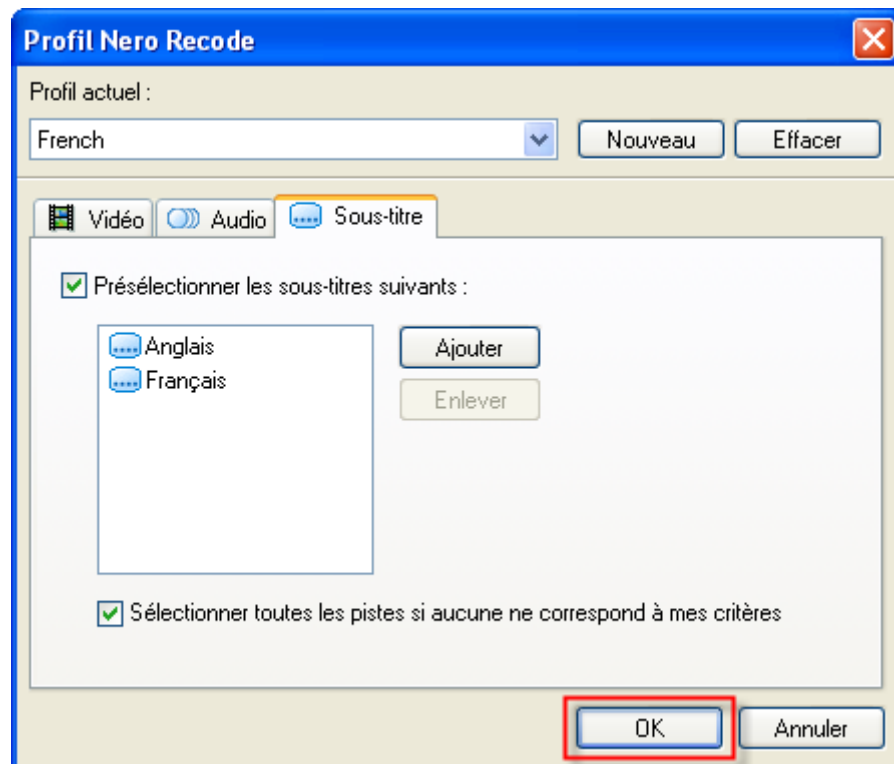 Profil Nero Recode
Profil actuel :
French
Nouveau
Effacer
Vidéo
Audio
Sous-titre
Présélectionner les sous-titres suivants :
Anglais
Ajouter
Français
Enlever
Sélectionner toutes les pistes si aucune ne correspond à mes critères
OK
Annuler